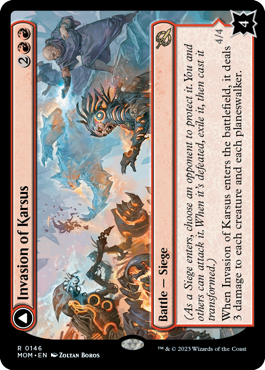 Invasion of Karsus
2
Battle — Siege
(As a Siege enters, choose an opponent to protect it. You and
others can attack it. When it's defeated, exile it, then cast it
transformed.)
When Invasion of Karsus enters the battlefield, it deals
3 damage to each creature and each planeswalker.
4/4
4
R 0146
MOM • EN ZOLTAN BOROS
™ & © 2023 Wizards of the Coast